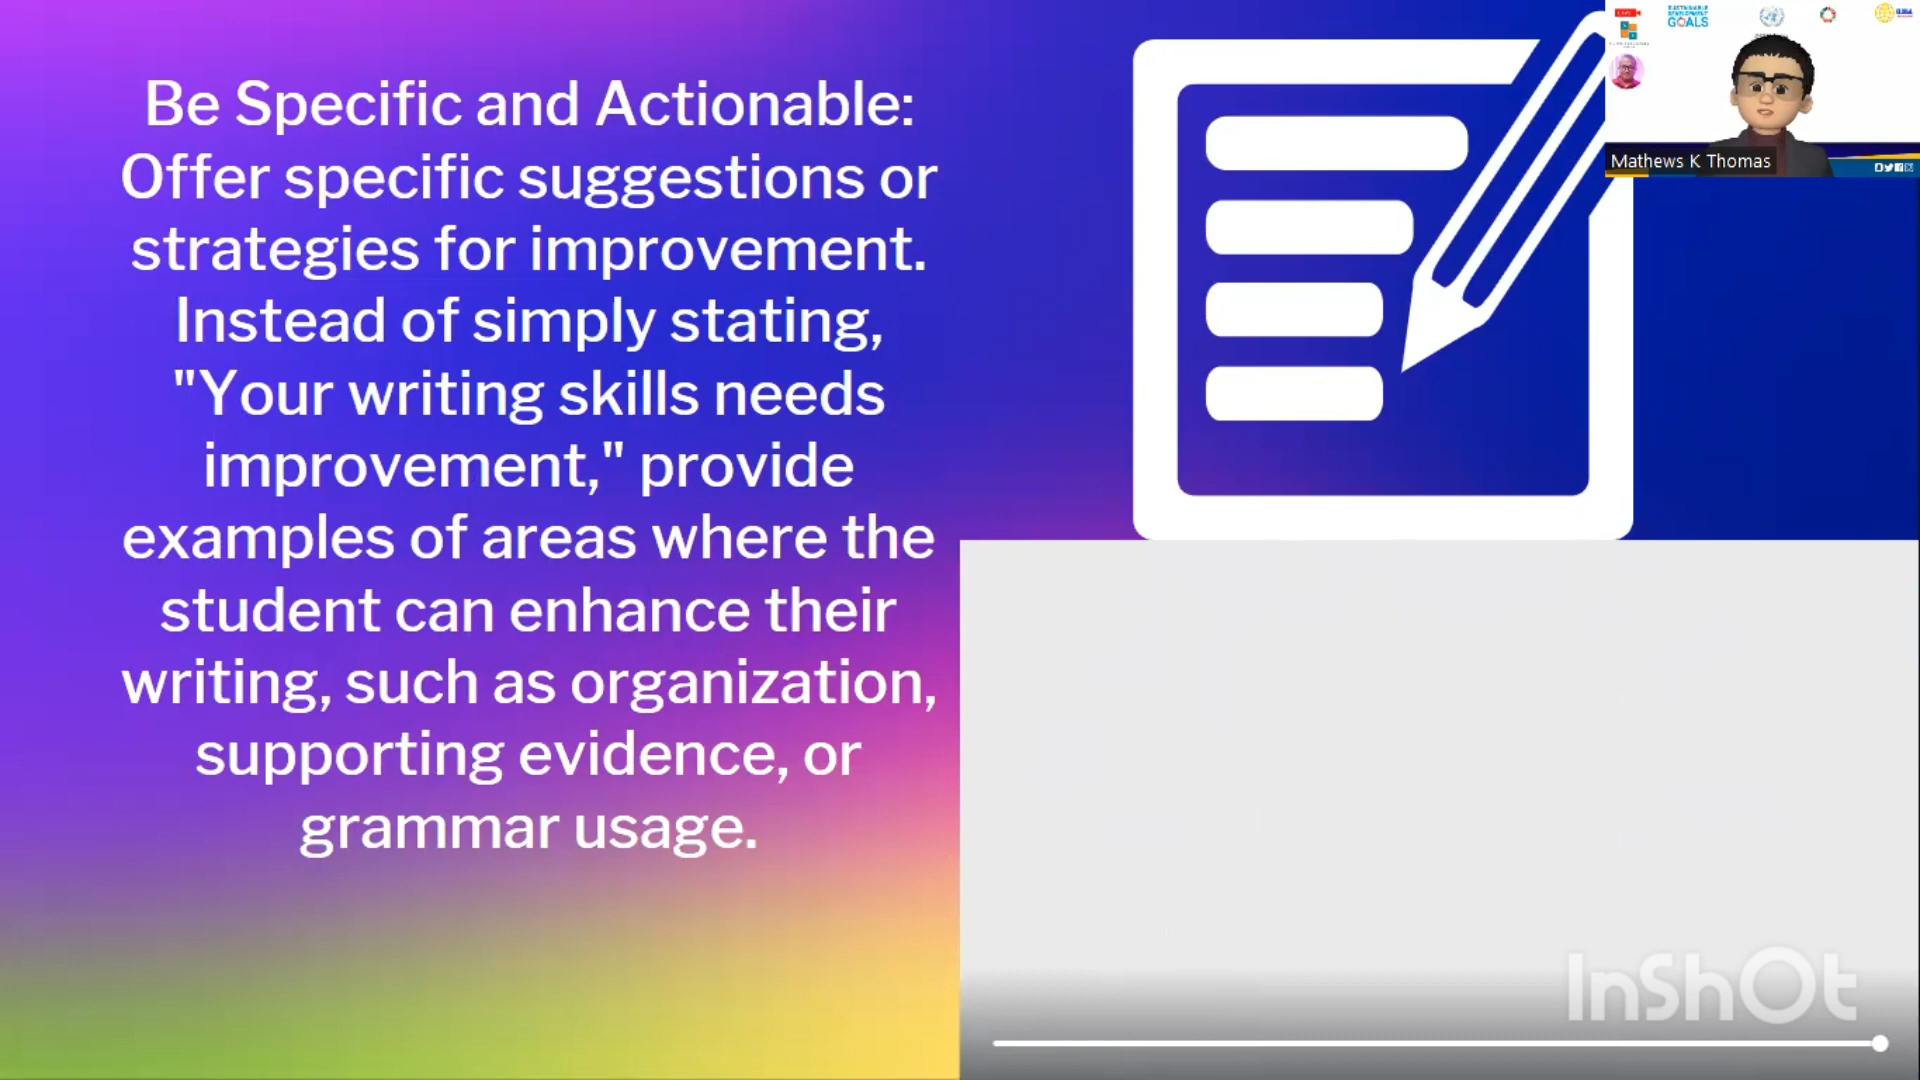 Be Specific and Actionable:
Offer specific suggestions or
strategies for improvement.
Instead of simply stating,
"Your writing skills needs
improvement," provide
examples of areas where the
student can enhance their
writing, such as organization,
supporting evidence, or
grammar usage.
SUSTAINABLE
DEVELOPMENT
GOALS
Mathews K Thomas
InShOt